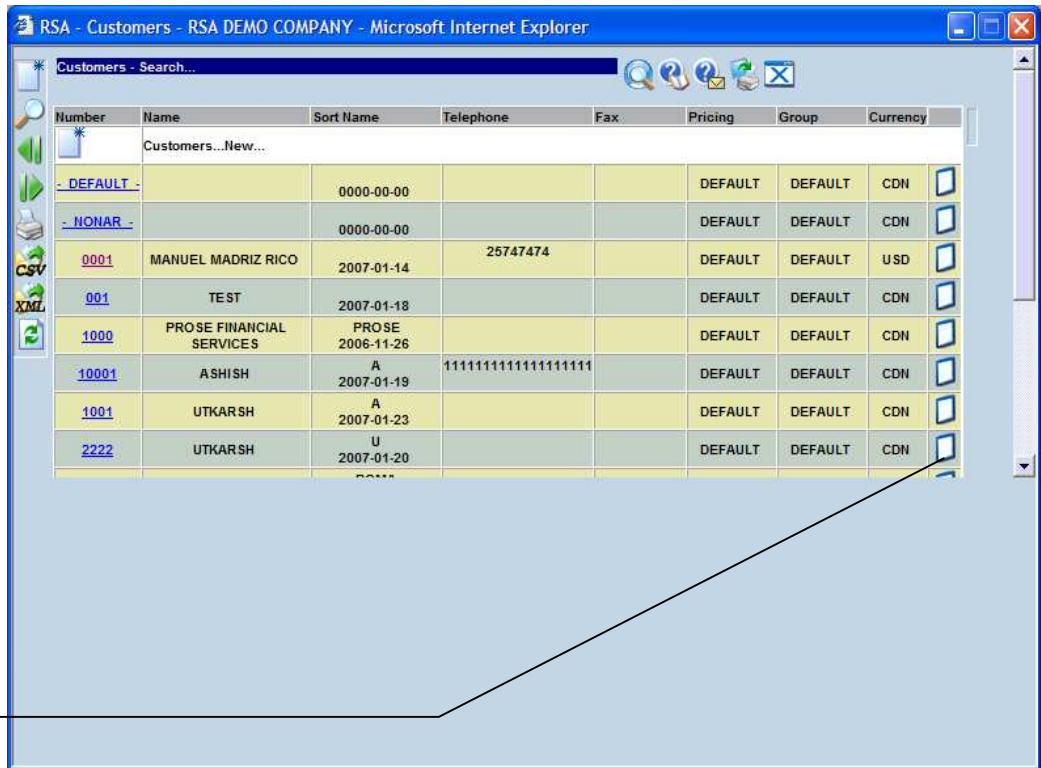 RSA - Customers - RSA DEMO COMPANY - Microsoft Internet Explorer
Customers - Search...
Number Name Sort Name Telephone Fax Pricing Group Currency
Customers...New...
- DEFAULT - 0000-00-00 DEFAULT DEFAULT CDN
- NONAR - 0000-00-00 DEFAULT DEFAULT CDN
0001 MANUEL MADRIZ RICO 2007-01-14 25747474 DEFAULT DEFAULT USD
001 TEST 2007-01-18 DEFAULT DEFAULT CDN
1000 PROSE FINANCIAL SERVICES PROSE 2006-11-26 DEFAULT DEFAULT CDN
10001 ASHISH A 2007-01-19 DEFAULT DEFAULT CDN
1001 UTKARSH A 2007-01-23 DEFAULT DEFAULT CDN
2222 UTKARSH U 2007-01-20 DEFAULT DEFAULT CDN
CSV
XML